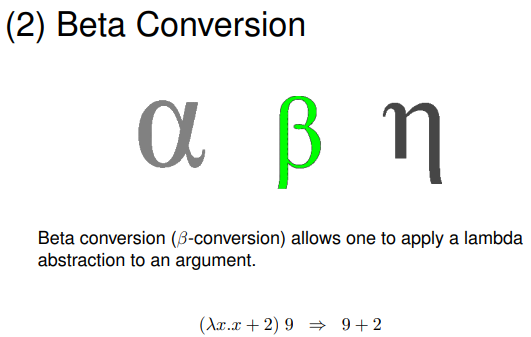 (2) Beta Conversion
α β η
Beta conversion (β-conversion) allows one to apply a lambda
abstraction to an argument.
(λx.x + 2) 9 ⇒ 9 + 2